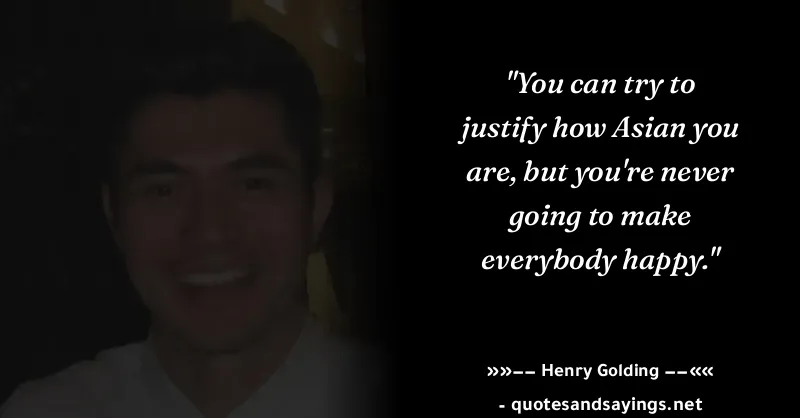 "You can try to
justify how Asian you
are, but you're never
going to make
everybody happy."
»»—— Henry Golding ——««
- quotesandsayings.net